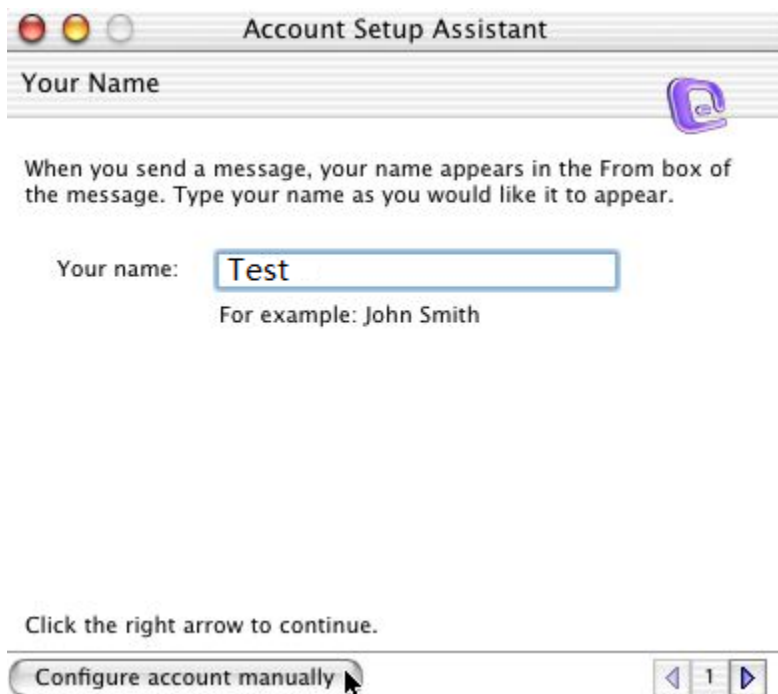 Account Setup Assistant
Your Name
When you send a message, your name appears in the From box of
the message. Type your name as you would like it to appear.
Your name: Test
For example: John Smith
Click the right arrow to continue.
Configure account manually 1